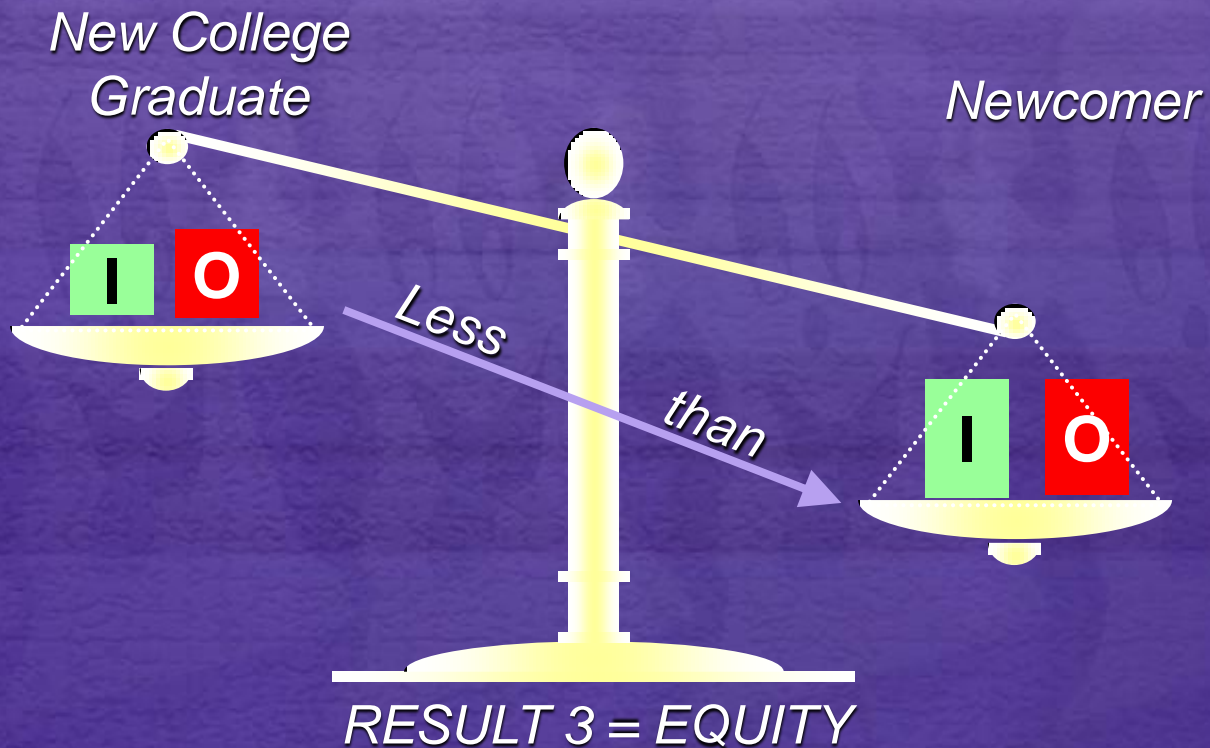 New College
Graduate
Newcomer
I O
Less
than
I O
RESULT 3 = EQUITY